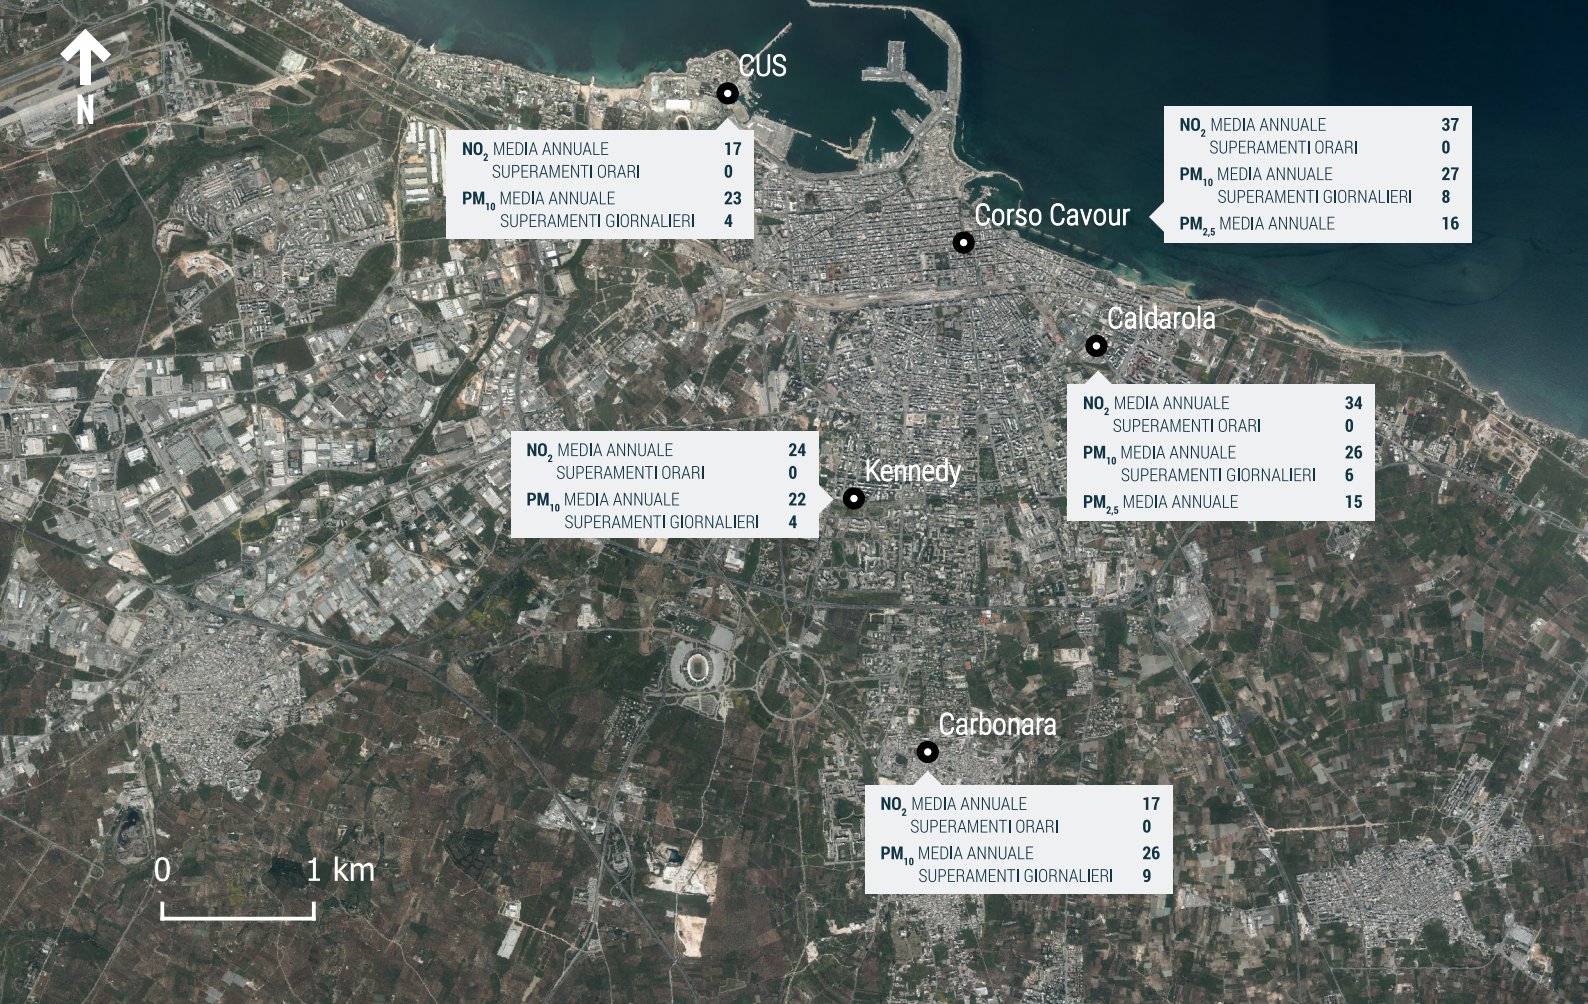 N
CUS
NO2 MEDIA ANNUALE 17
SUPERAMENTI ORARI 0
PM10 MEDIA ANNUALE 23
SUPERAMENTI GIORNALIERI 4
Corso Cavour
NO2 MEDIA ANNUALE 37
SUPERAMENTI ORARI 0
PM10 MEDIA ANNUALE 27
SUPERAMENTI GIORNALIERI 8
PM2,5 MEDIA ANNUALE 16
Caldarola
NO2 MEDIA ANNUALE 34
SUPERAMENTI ORARI 0
PM10 MEDIA ANNUALE 26
SUPERAMENTI GIORNALIERI 6
PM2,5 MEDIA ANNUALE 15
Kennedy
NO2 MEDIA ANNUALE 24
SUPERAMENTI ORARI 0
PM10 MEDIA ANNUALE 22
SUPERAMENTI GIORNALIERI 4
Carbonara
NO2 MEDIA ANNUALE 17
SUPERAMENTI ORARI 0
PM10 MEDIA ANNUALE 26
SUPERAMENTI GIORNALIERI 9
0 1 km